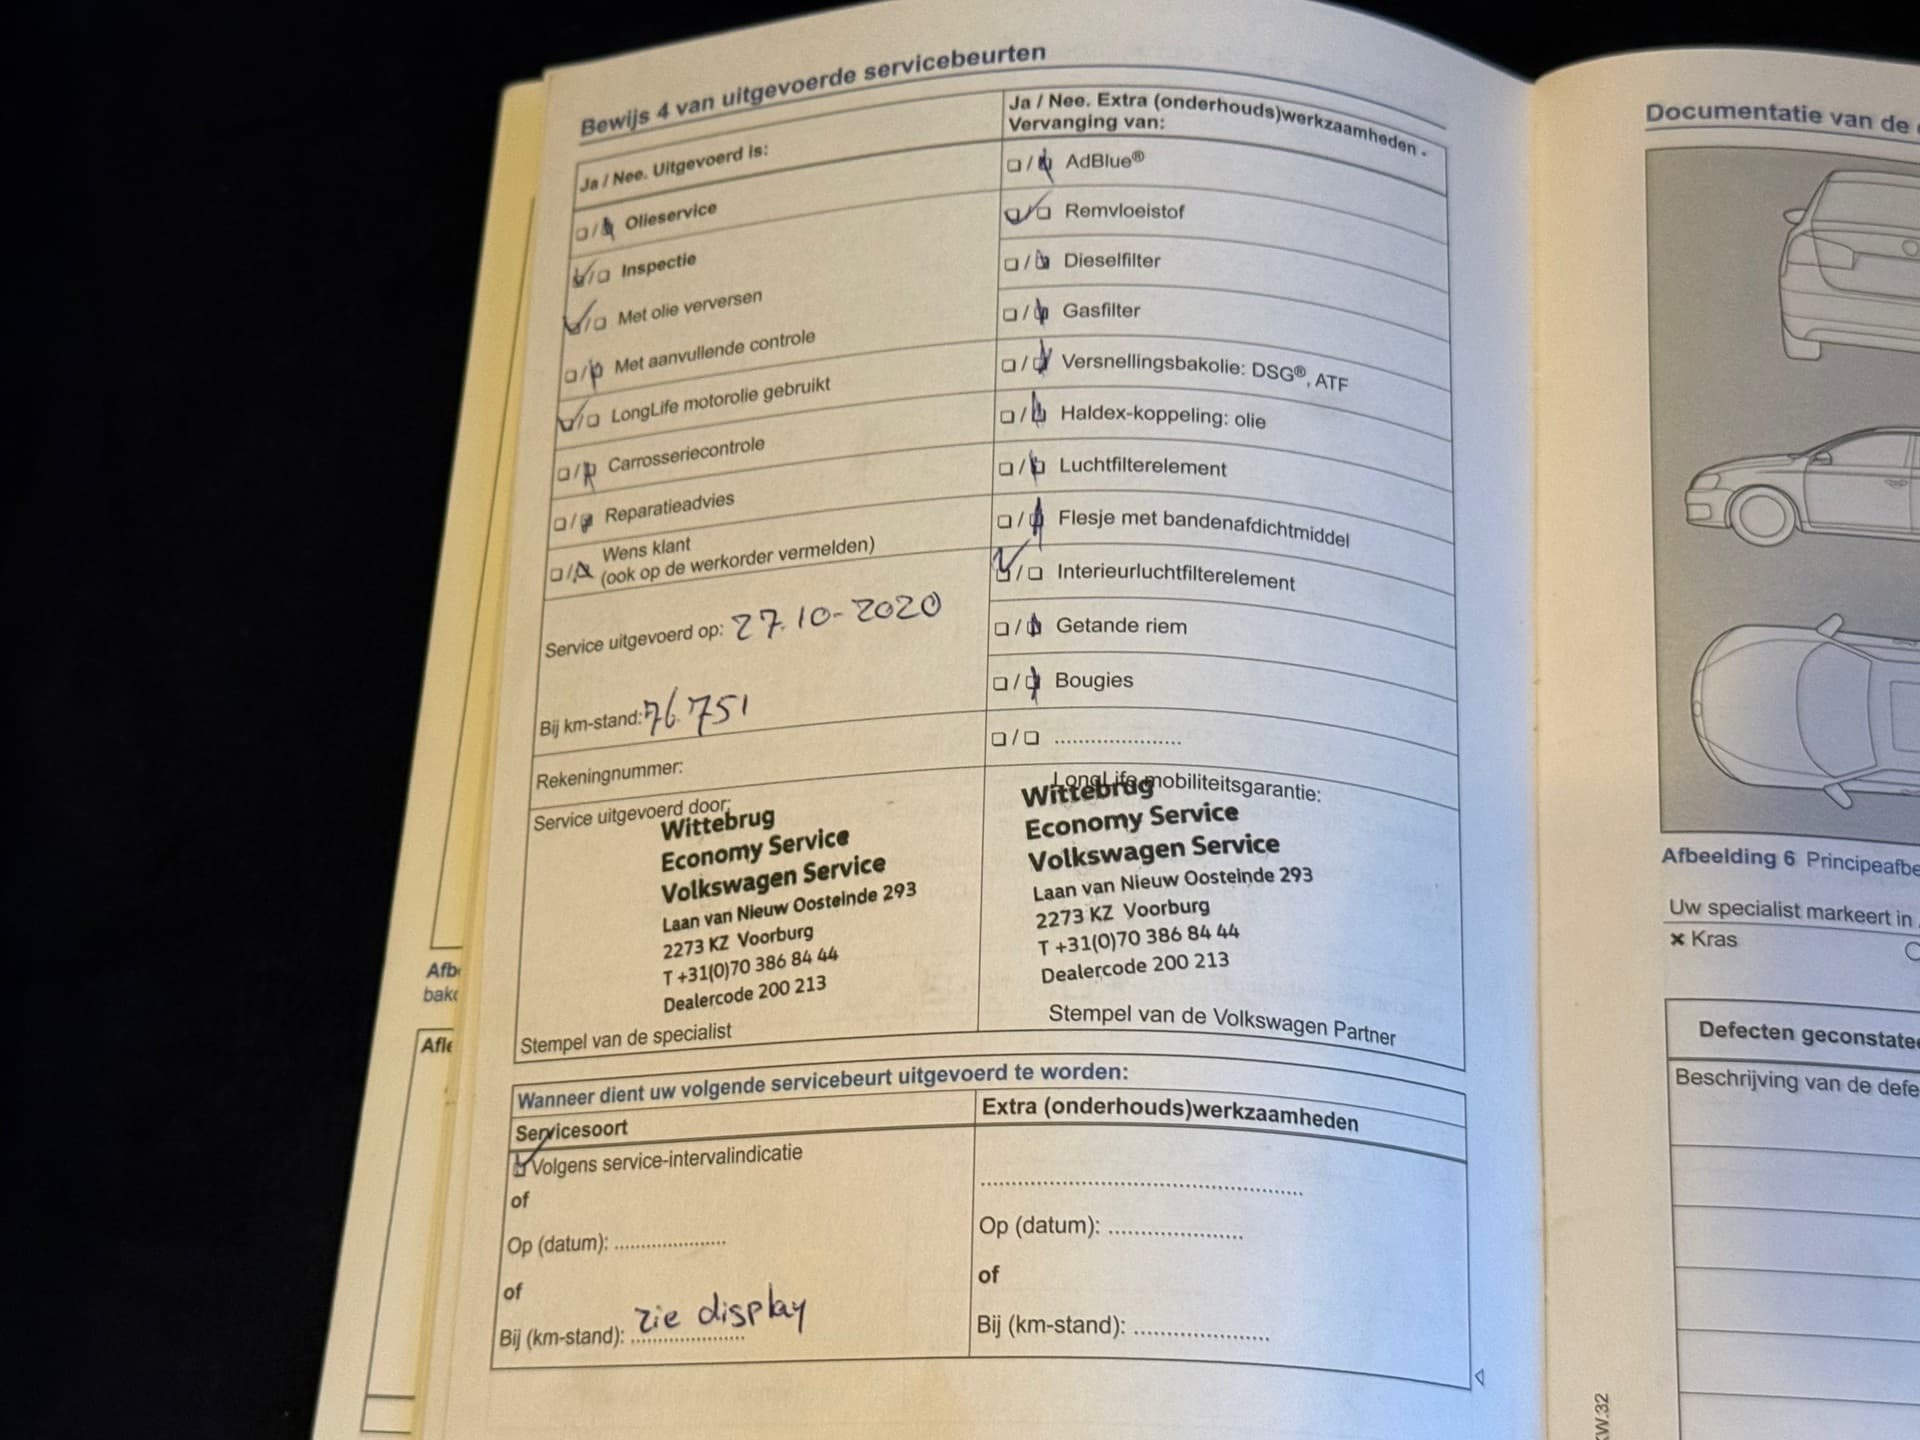 Bewijs 4 van uitgevoerde servicebeurten
Ja / Nee. Uitgevoerd is:
Olieservice
Inspectie
Met olie verversen
Met aanvullende controle
LongLife motorolie gebruikt
Carrosseriecontrole
Reparatieadvies
Wens klant
(ook op de werkorder vermelden)
Service uitgevoerd op: 27.10-2020
Bij km-stand: 76.751
Rekeningnummer:
Service uitgevoerd door:
Wittebrug
Economy Service
Volkswagen Service
Laan van Nieuw Oosteinde 293
2273 KZ Voorburg
T +31(0)70 386 84 44
Dealercode 200 213
Stempel van de specialist
Ja / Nee. Extra (onderhouds)werkzaamheden -
Vervanging van:
AdBlue®
Remvloeistof
Dieselfilter
Gasfilter
Versnellingsbakolie: DSG®, ATF
Haldex-koppeling: olie
Luchtfilterelement
Flesje met bandenafdichtmiddel
Interieurluchtfilterelement
Getande riem
Bougies
/ ......................
LongLife mobiliteitsgarantie:
Wittebrug
Economy Service
Volkswagen Service
Laan van Nieuw Oosteinde 293
2273 KZ Voorburg
T +31(0)70 386 84 44
Dealercode 200 213
Stempel van de Volkswagen Partner
Wanneer dient uw volgende servicebeurt uitgevoerd te worden:
Servicesoort
Volgens service-intervalindicatie
of
Op (datum): ....................
of
Bij (km-stand): zie display
Extra (onderhouds)werkzaamheden
Op (datum): ....................
of
Bij (km-stand): ....................
Documentatie van de
Afbeelding 6
Uw specialist markeert in
× Kras
Defecten
Beschrijving van de